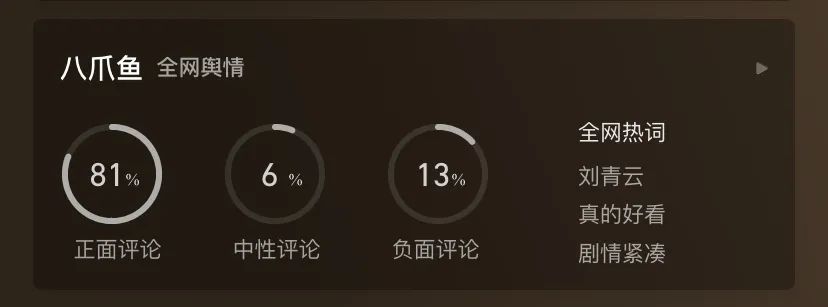 八爪鱼 全网舆情
81% 6 % 13%
正面评论 中性评论 负面评论
全网热词
刘青云
真的好看
剧情紧凑